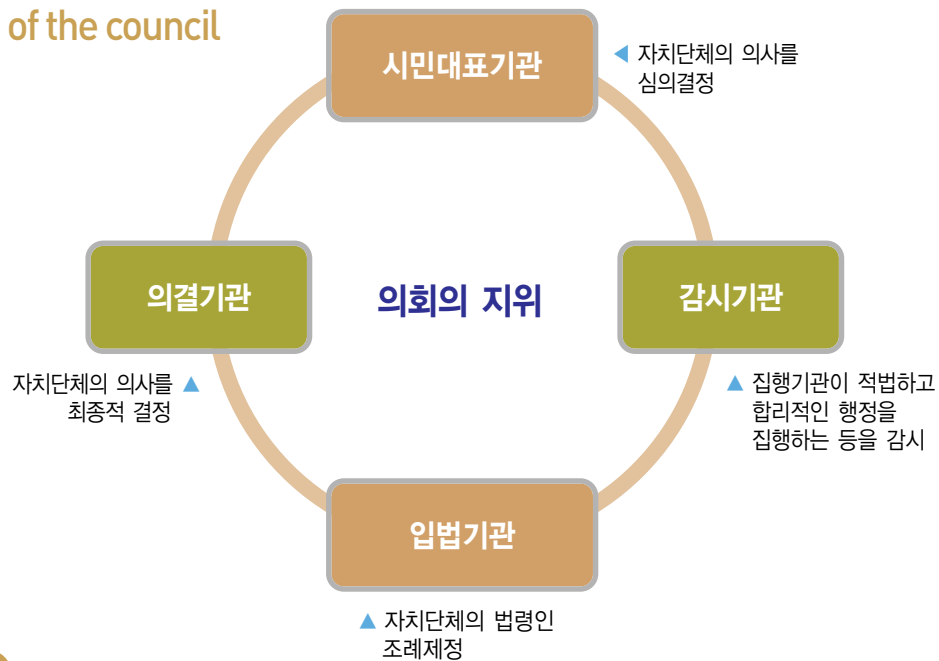 of the council
시민대표기관
자치단체의 의사를
심의결정
의결기관
의회의 지위
감시기관
자치단체의 의사를
최종적 결정
집행기관이 적법하고
합리적인 행정을
집행하는 등을 감시
입법기관
자치단체의 법령인
조례제정